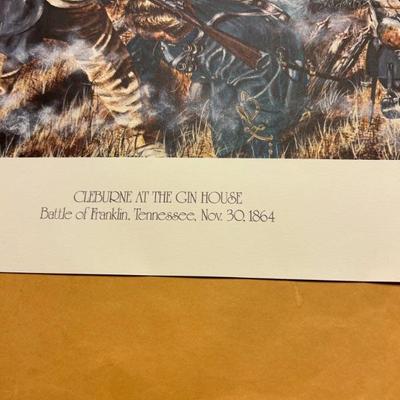 CLEBURNE AT THE GIN HOUSE
Battle of Franklin, Tennessee, Nov. 30, 1864